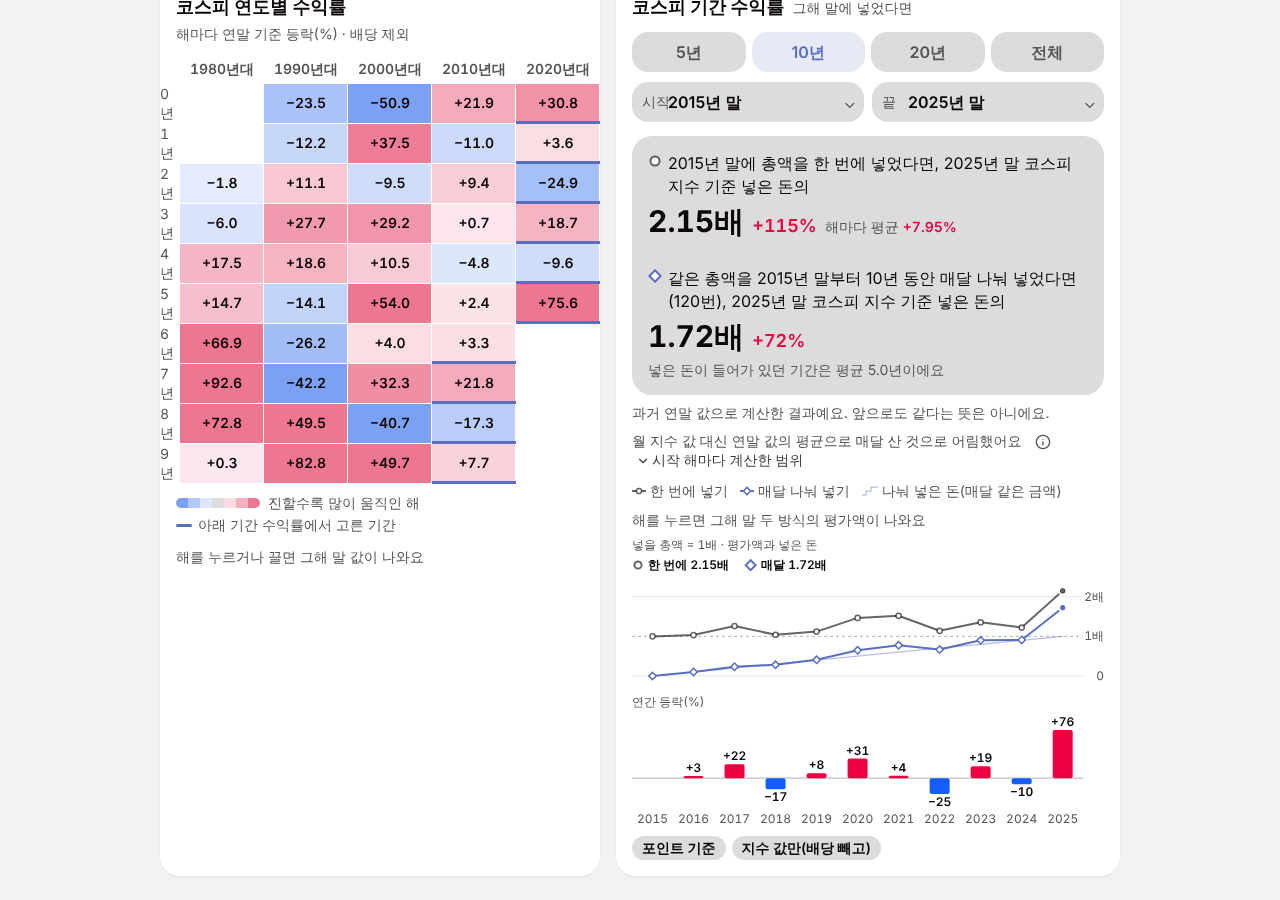 코스피 연도별 수익률
해마다 연말 기준 등락(%) · 배당 제외
1980년대 1990년대 2000년대 2010년대 2020년대
0년 −23.5 −50.9 +21.9 +30.8
1년 −12.2 +37.5 −11.0 +3.6
2년 −1.8 +11.1 −9.5 +9.4 −24.9
3년 −6.0 +27.7 +29.2 +0.7 +18.7
4년 +17.5 +18.6 +10.5 −4.8 −9.6
5년 +14.7 −14.1 +54.0 +2.4 +75.6
6년 +66.9 −26.2 +4.0 +3.3
7년 +92.6 −42.2 +32.3 +21.8
8년 +72.8 +49.5 −40.7 −17.3
9년 +0.3 +82.8 +49.7 +7.7
진할수록 많이 움직인 해
아래 기간 수익률에서 고른 기간
해를 누르거나 끌면 그해 말 값이 나와요
코스피 기간 수익률 그해 말에 넣었다면
5년 10년 20년 전체
시작 2015년 말 끝 2025년 말
2015년 말에 총액을 한 번에 넣었다면, 2025년 말 코스피
지수 기준 넣은 돈의
2.15배 +115% 해마다 평균 +7.95%
같은 총액을 2015년 말부터 10년 동안 매달 나눠 넣었다면
(120번), 2025년 말 코스피 지수 기준 넣은 돈의
1.72배 +72%
넣은 돈이 들어가 있던 기간은 평균 5.0년이에요
과거 연말 값으로 계산한 결과예요. 앞으로도 같다는 뜻은 아니에요.
월 지수 값 대신 연말 값의 평균으로 매달 산 것으로 어림했어요
시작 해마다 계산한 범위
한 번에 넣기 매달 나눠 넣기 나눠 넣은 돈(매달 같은 금액)
해를 누르면 그해 말 두 방식의 평가액이 나와요
넣을 총액 = 1배 · 평가액과 넣은 돈
한 번에 2.15배 매달 1.72배
2배
1배
0
연간 등락(%)
+3 +22 −17 +8 +31 +4 −25 +19 −10 +76
2015 2016 2017 2018 2019 2020 2021 2022 2023 2024 2025
포인트 기준 지수 값만(배당 빼고)